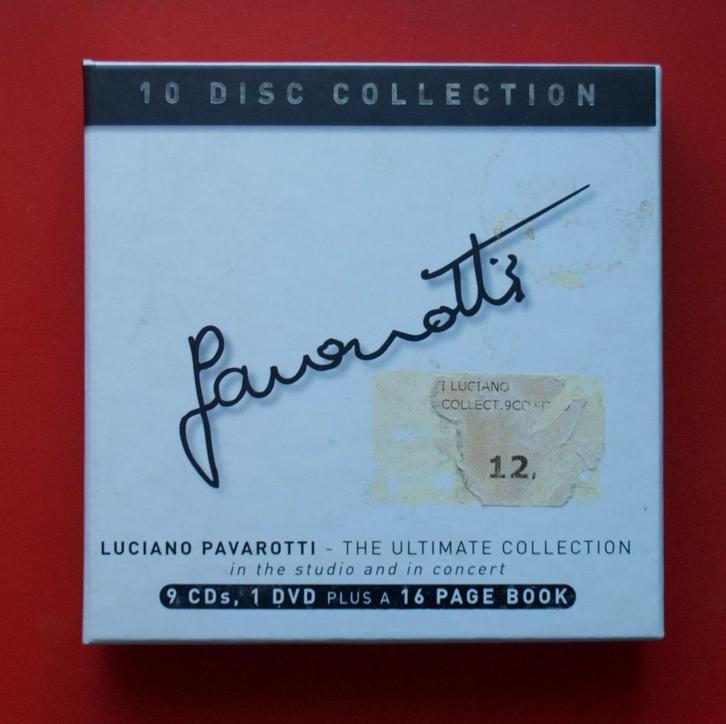 10 DISC COLLECTION
Pavarotti
I LUCIANO
COLLECT.9CD
12,
LUCIANO PAVAROTTI - THE ULTIMATE COLLECTION
in the studio and in concert
9 CDs, 1 DVD PLUS A 16 PAGE BOOK